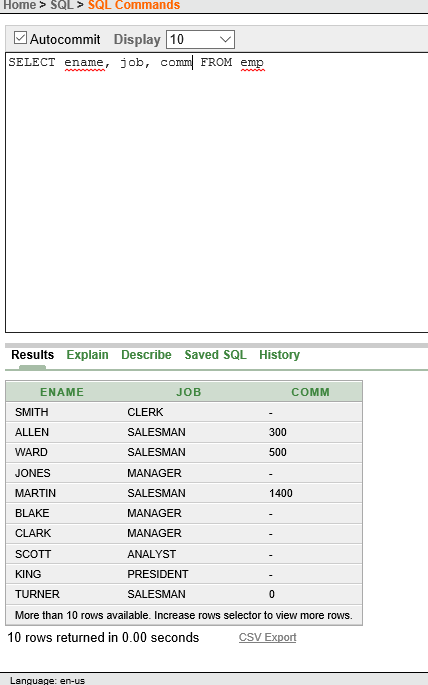 Home > SQL > SQL Commands
Autocommit Display 10
SELECT ename, job, comm FROM emp
Results Explain Describe Saved SQL History
ENAME JOB COMM
SMITH CLERK -
ALLEN SALESMAN 300
WARD SALESMAN 500
JONES MANAGER -
MARTIN SALESMAN 1400
BLAKE MANAGER -
CLARK MANAGER -
SCOTT ANALYST -
KING PRESIDENT -
TURNER SALESMAN 0
More than 10 rows available. Increase rows selector to view more rows.
10 rows returned in 0.00 seconds CSV Export
Language: en-us